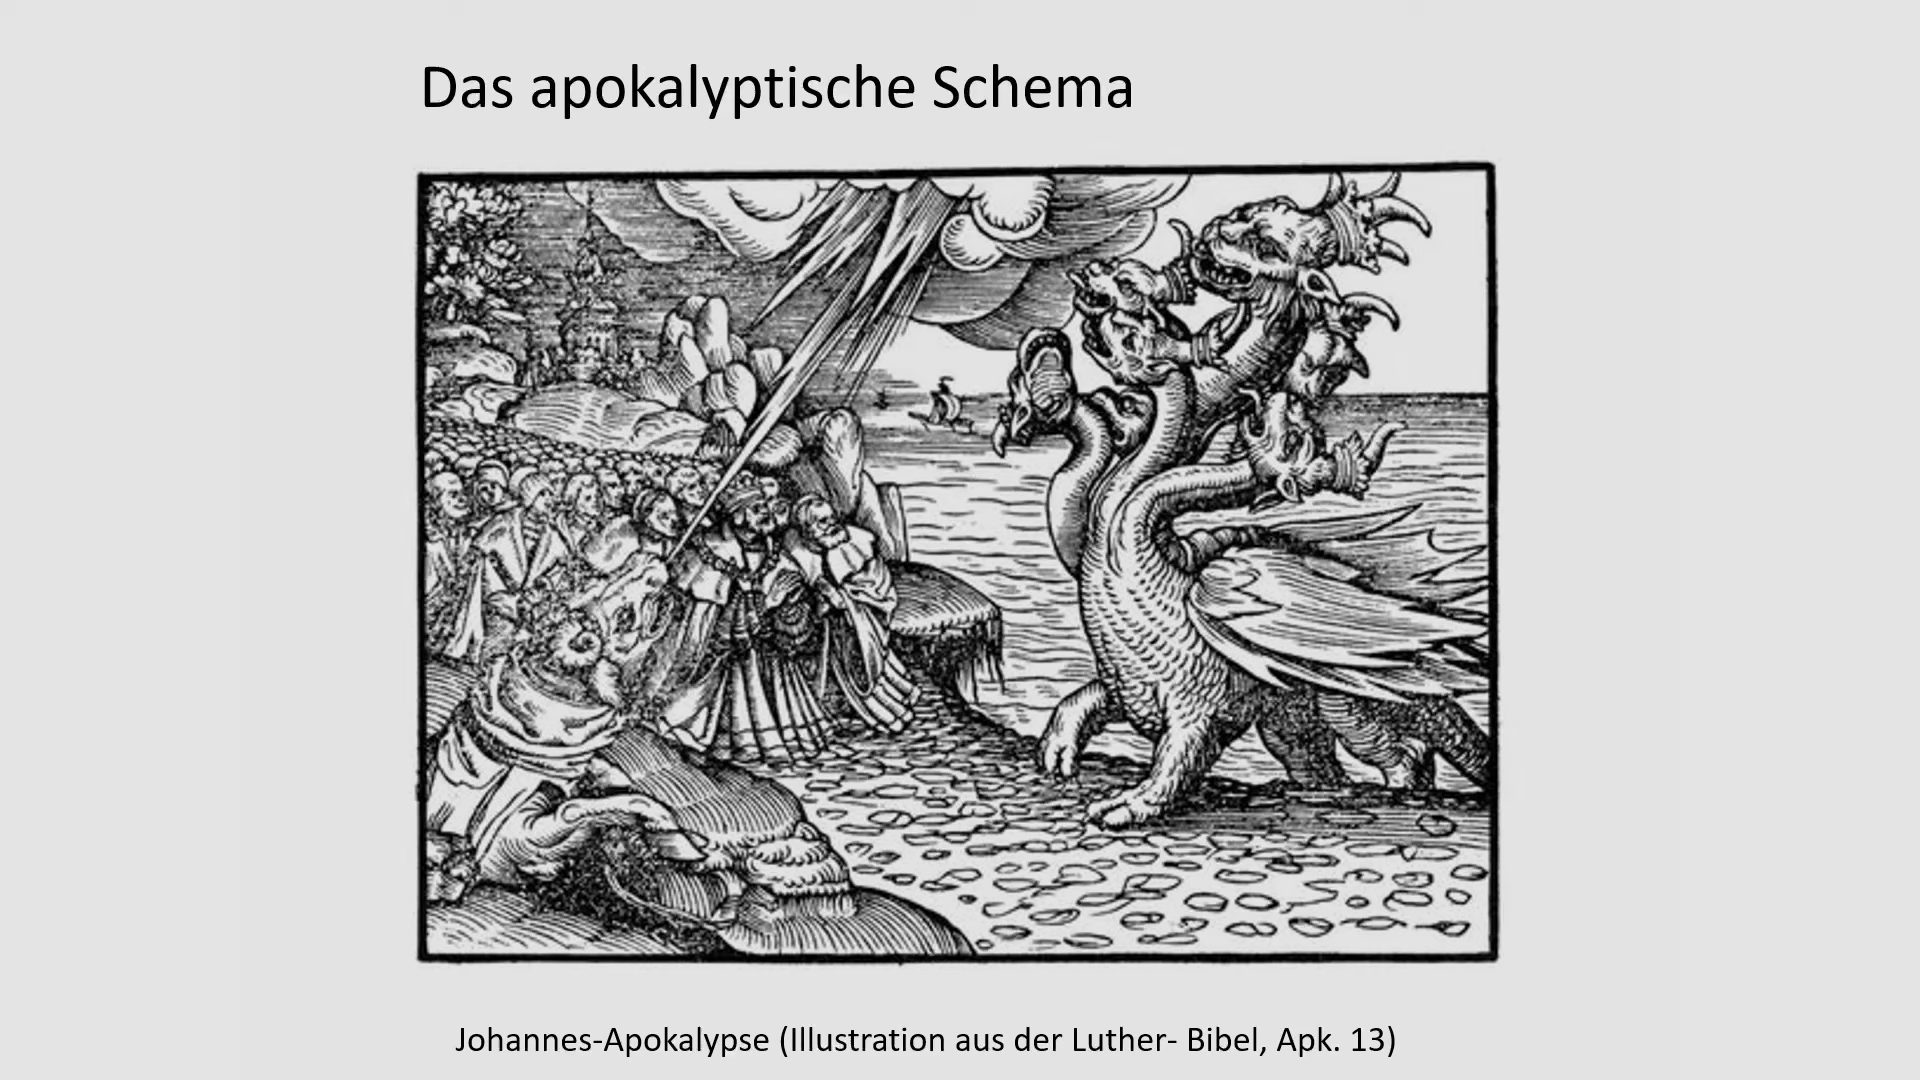 Das apokalyptische Schema
Johannes-Apokalypse (Illustration aus der Luther- Bibel, Apk. 13)